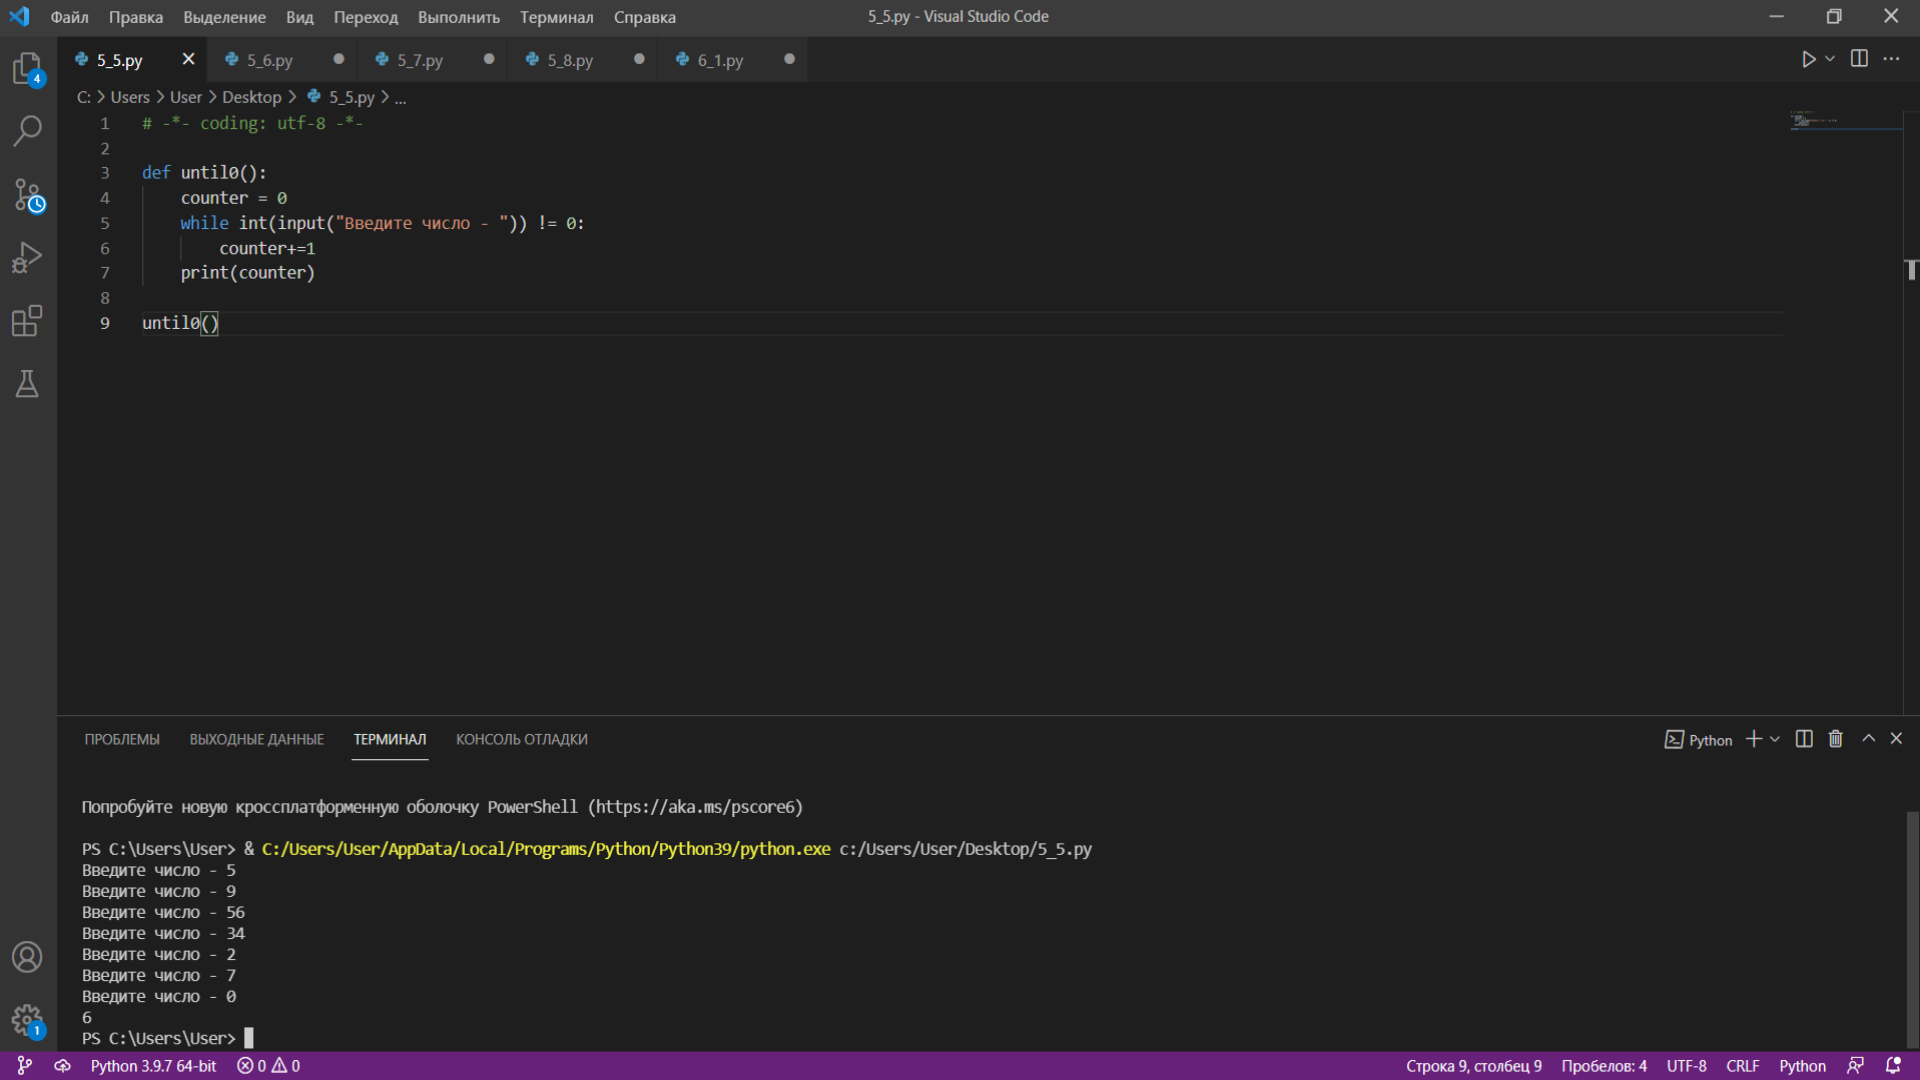 Файл Правка Выделение Вид Переход Выполнить Терминал Справка
5_5.py - Visual Studio Code
5_5.py 5_6.py 5_7.py 5_8.py 6_1.py
4
C: > Users > User > Desktop > 5_5.py > ...
1 # -*- coding: utf-8 -*-
2
3 def until0():
4 counter = 0
5 while int(input("Введите число - ")) != 0:
6 counter+=1
7 print(counter)
8
9 until0()
ПРОБЛЕМЫ ВЫХОДНЫЕ ДАННЫЕ ТЕРМИНАЛ КОНСОЛЬ ОТЛАДКИ
Python
Попробуйте новую кроссплатформенную оболочку PowerShell (https://aka.ms/pscore6)
PS C:\Users\User> & C:/Users/User/AppData/Local/Programs/Python/Python39/python.exe c:/Users/User/Desktop/5_5.py
Введите число - 5
Введите число - 9
Введите число - 56
Введите число - 34
Введите число - 2
Введите число - 7
Введите число - 0
6
PS C:\Users\User>
1
Python 3.9.7 64-bit 0 0
Строка 9, столбец 9 Пробелов: 4 UTF-8 CRLF Python